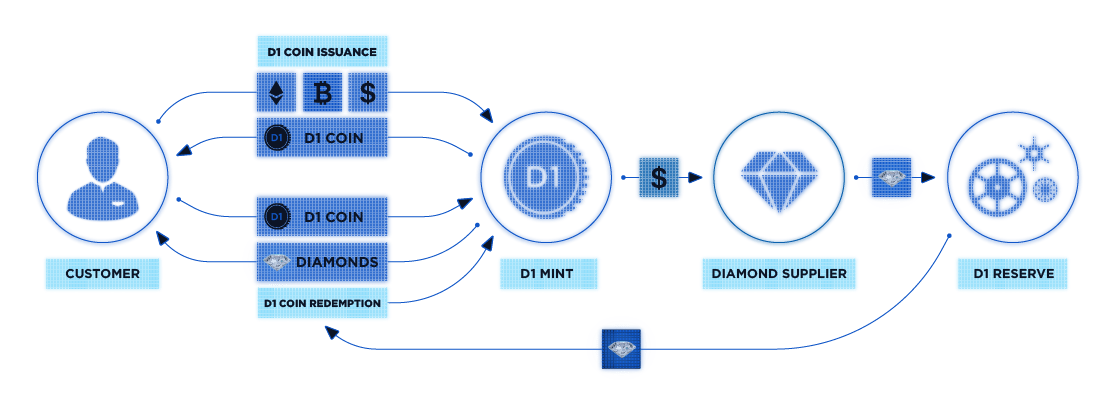 D1 COIN ISSUANCE
$
D1 D1 COIN
D1
$
D1 D1 COIN
DIAMONDS
D1 COIN REDEMPTION
CUSTOMER
D1 MINT
DIAMOND SUPPLIER
D1 RESERVE